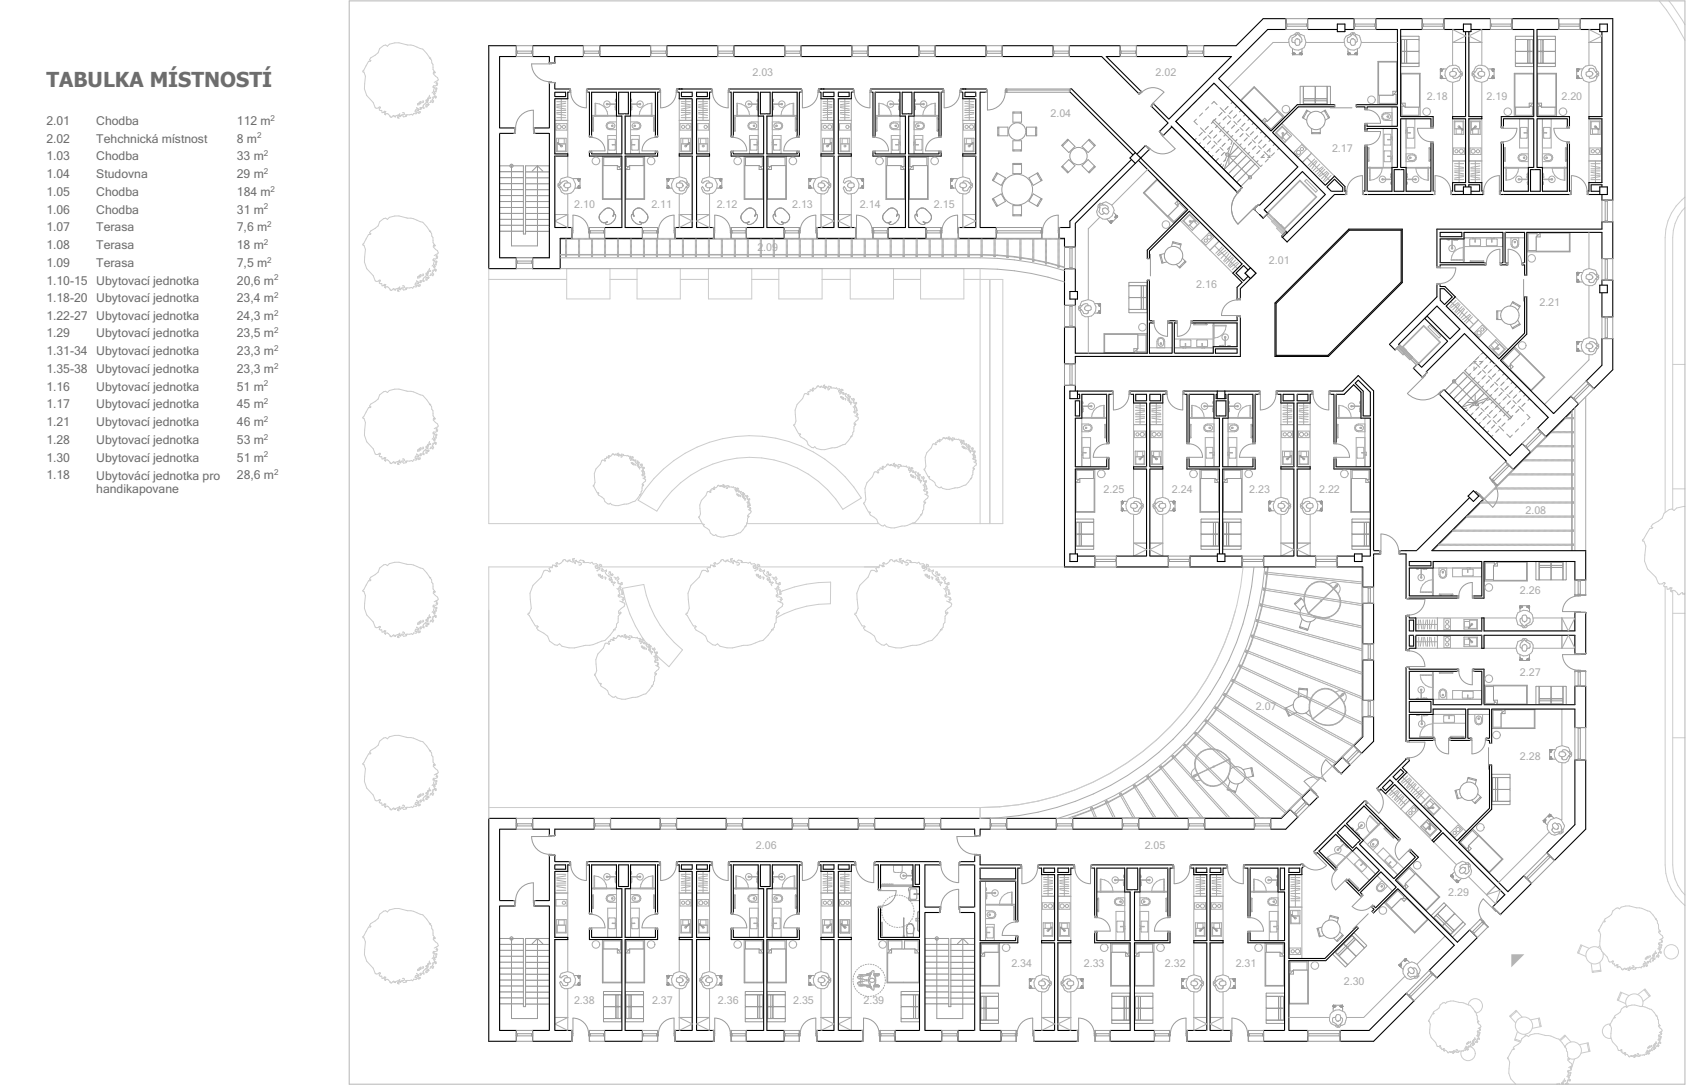 TABULKA MÍSTNOSTÍ
2.01 Chodba 112 m²
2.02 Tehchnická místnost 8 m²
1.03 Chodba 33 m²
1.04 Studovna 29 m²
1.05 Chodba 184 m²
1.06 Chodba 31 m²
1.07 Terasa 7,6 m²
1.08 Terasa 18 m²
1.09 Terasa 7,5 m²
1.10-15 Ubytovací jednotka 20,6 m²
1.18-20 Ubytovací jednotka 23,4 m²
1.22-27 Ubytovací jednotka 24,3 m²
1.29 Ubytovací jednotka 23,5 m²
1.31-34 Ubytovací jednotka 23,3 m²
1.35-38 Ubytovací jednotka 23,3 m²
1.16 Ubytovací jednotka 51 m²
1.17 Ubytovací jednotka 45 m²
1.21 Ubytovací jednotka 46 m²
1.28 Ubytovací jednotka 53 m²
1.30 Ubytovací jednotka 51 m²
1.18 Ubytovácí jednotka pro 28,6 m²
handikapovane
2.03
2.02
2.04
2.18
2.19
2.20
2.17
2.10
2.11
2.12
2.13
2.14
2.15
2.09
2.01
2.16
2.21
2.25
2.24
2.23
2.22
2.08
2.26
2.27
2.07
2.28
2.06
2.05
2.29
2.34
2.33
2.32
2.31
2.30
2.38
2.37
2.36
2.35
2.39